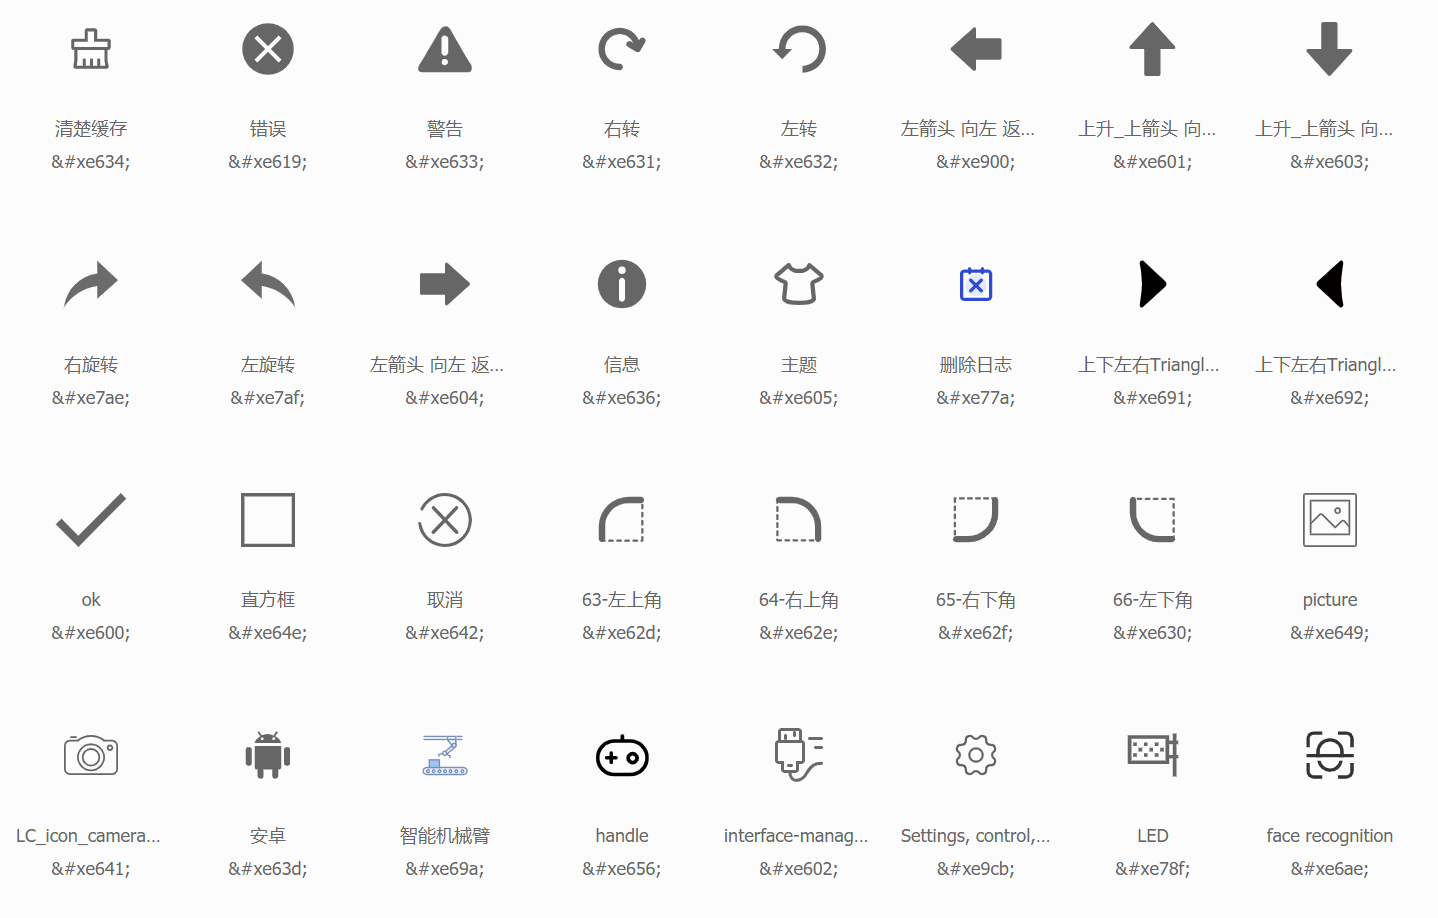 清楚缓存 错误 警告 右转 左转 左箭头 向左 返... 上升_上箭头 向... 上升_上箭头 向...
&#xe634; &#xe619; &#xe633; &#xe631; &#xe632; &#xe900; &#xe601; &#xe603;
右旋转 左旋转 左箭头 向左 返... 信息 主题 删除日志 上下左右Triangl... 上下左右Triangl...
&#xe7ae; &#xe7af; &#xe604; &#xe636; &#xe605; &#xe77a; &#xe691; &#xe692;
ok 直方框 取消 63-左上角 64-右上角 65-右下角 66-左下角 picture
&#xe600; &#xe64e; &#xe642; &#xe62d; &#xe62e; &#xe62f; &#xe630; &#xe649;
LC_icon_camera... 安卓 智能机械臂 handle interface-manag... Settings, control,... LED face recognition
&#xe641; &#xe63d; &#xe69a; &#xe656; &#xe602; &#xe9cb; &#xe78f; &#xe6ae;